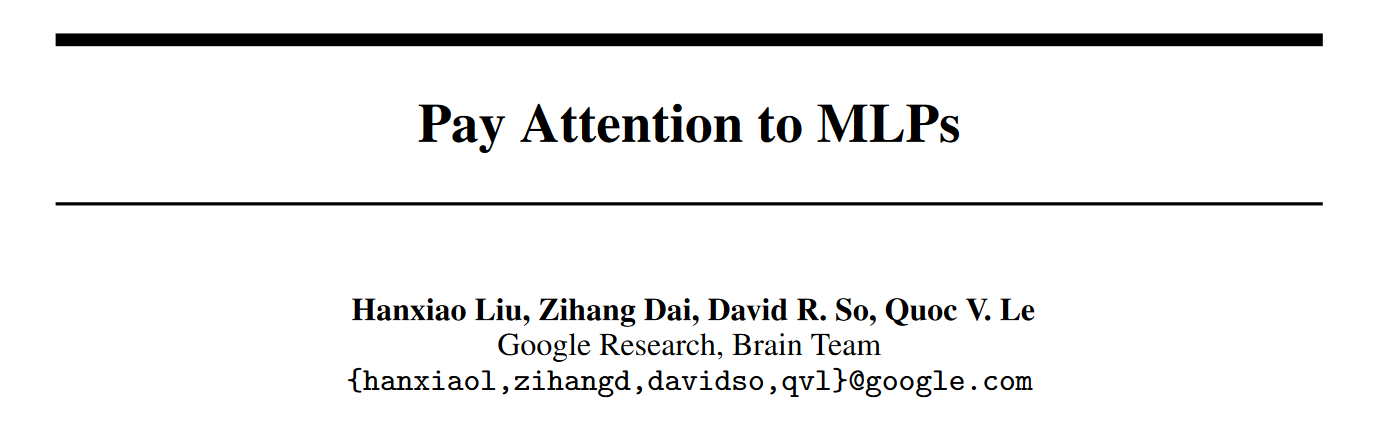 Pay Attention to MLPs
Hanxiao Liu, Zihang Dai, David R. So, Quoc V. Le
Google Research, Brain Team
{hanxiaol,zihangd,davidso,qvl}@google.com